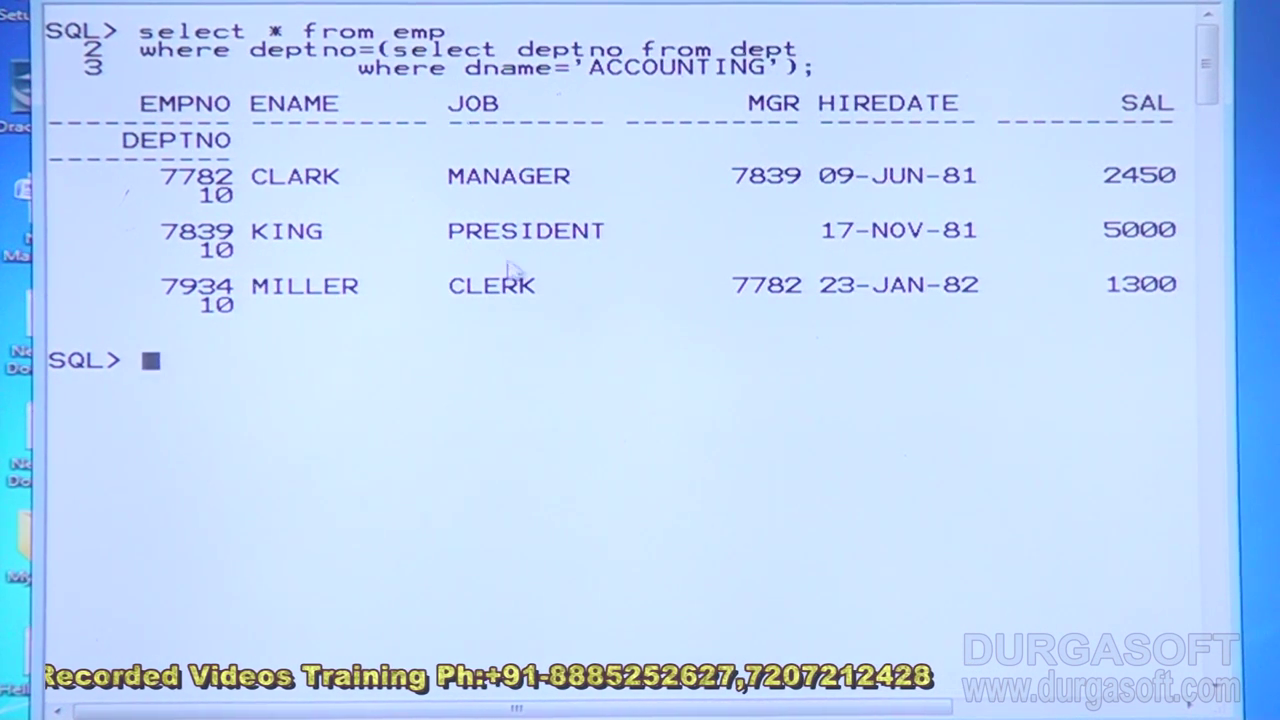 SQL> select * from emp
2 where deptno=(select deptno from dept
3 where dname='ACCOUNTING');
EMPNO ENAME JOB MGR HIREDATE SAL
---------- ---------- --------- ---------- --------- ----------
DEPTNO
----------
7782 CLARK MANAGER 7839 09-JUN-81 2450
10
7839 KING PRESIDENT 17-NOV-81 5000
10
7934 MILLER CLERK 7782 23-JAN-82 1300
10
SQL>
Recorded Videos Training Ph:+91-8885252627,7207212428
DURGASOFT
www.durgasoft.com